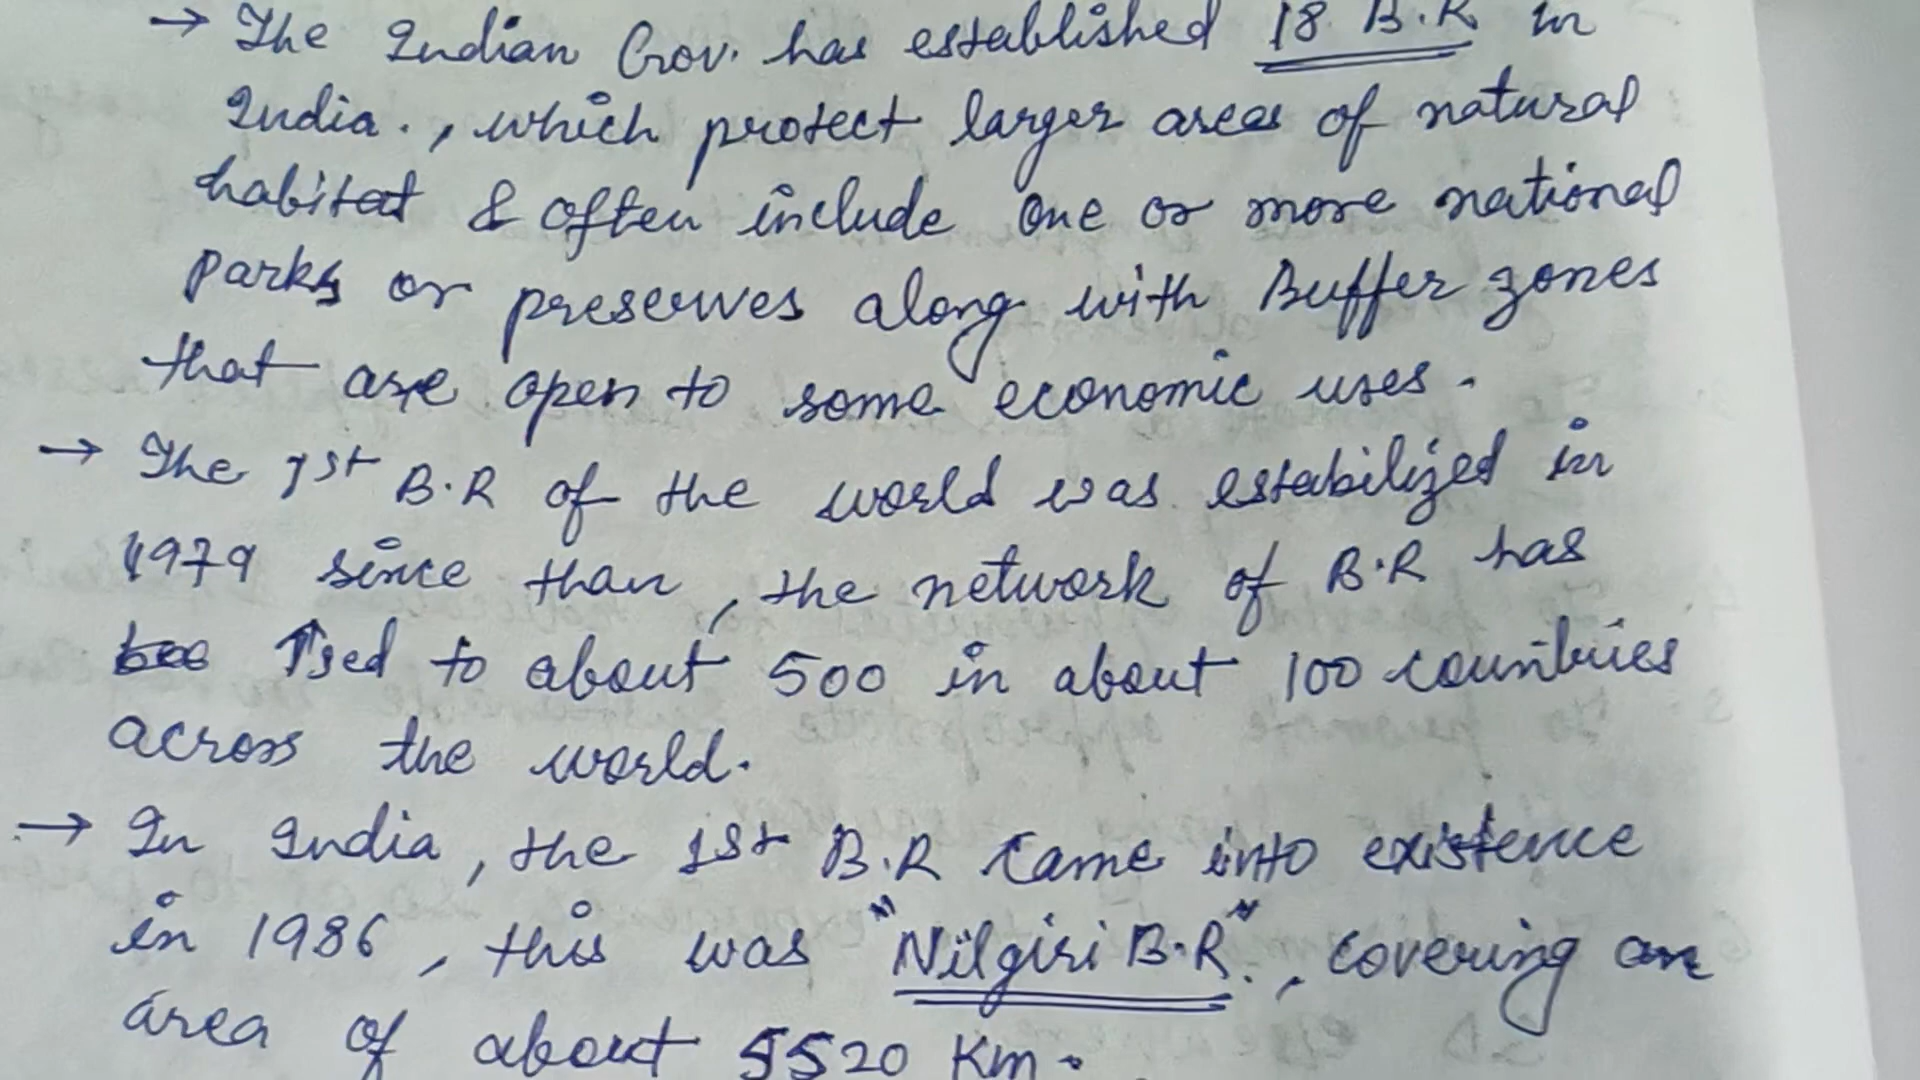 → The Indian Gov. has established 18 B.R in
India., which protect larger areas of natural
habitat & often include one or more national
parks or preserves along with Buffer zones
that are open to some economic uses.
→ The 1st B.R of the world was estabilized in
1979 since than, the network of B.R has
↑sed to about 500 in about 100 countries
across the world.
→ In India, the 1st B.R came into existence
in 1986, this was "Nilgiri B.R"., covering an
area of about 5520 Km.